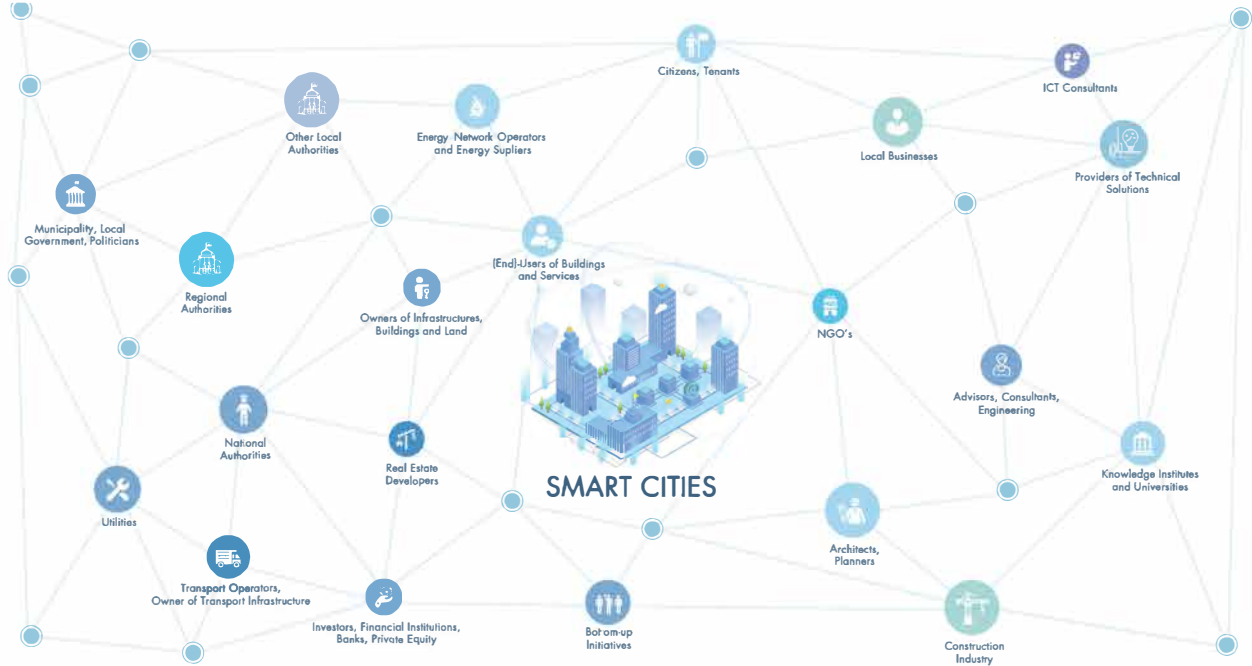 Citizens, Tenants
ICT Consultants
Other Local
Authorities
Energy Network Operators
and Energy Supliers
Local Businesses
Providers of Technical
Solutions
Municipality, Local
Government, Politicians
(End)-Users of Buildings
and Services
Regional
Authorities
Owners of Infrastructures,
Buildings and Land
NGO's
Advisors, Consultants,
Engineering
National
Authorities
Real Estate
Developers
Knowledge Institutes
and Universities
SMART CITIES
Utilities
Architects,
Planners
Transport Operators,
Owner of Transport Infrastructure
Investors, Financial Institutions,
Banks, Private Equity
Bot om-up
Initiatives
Construction
Industry